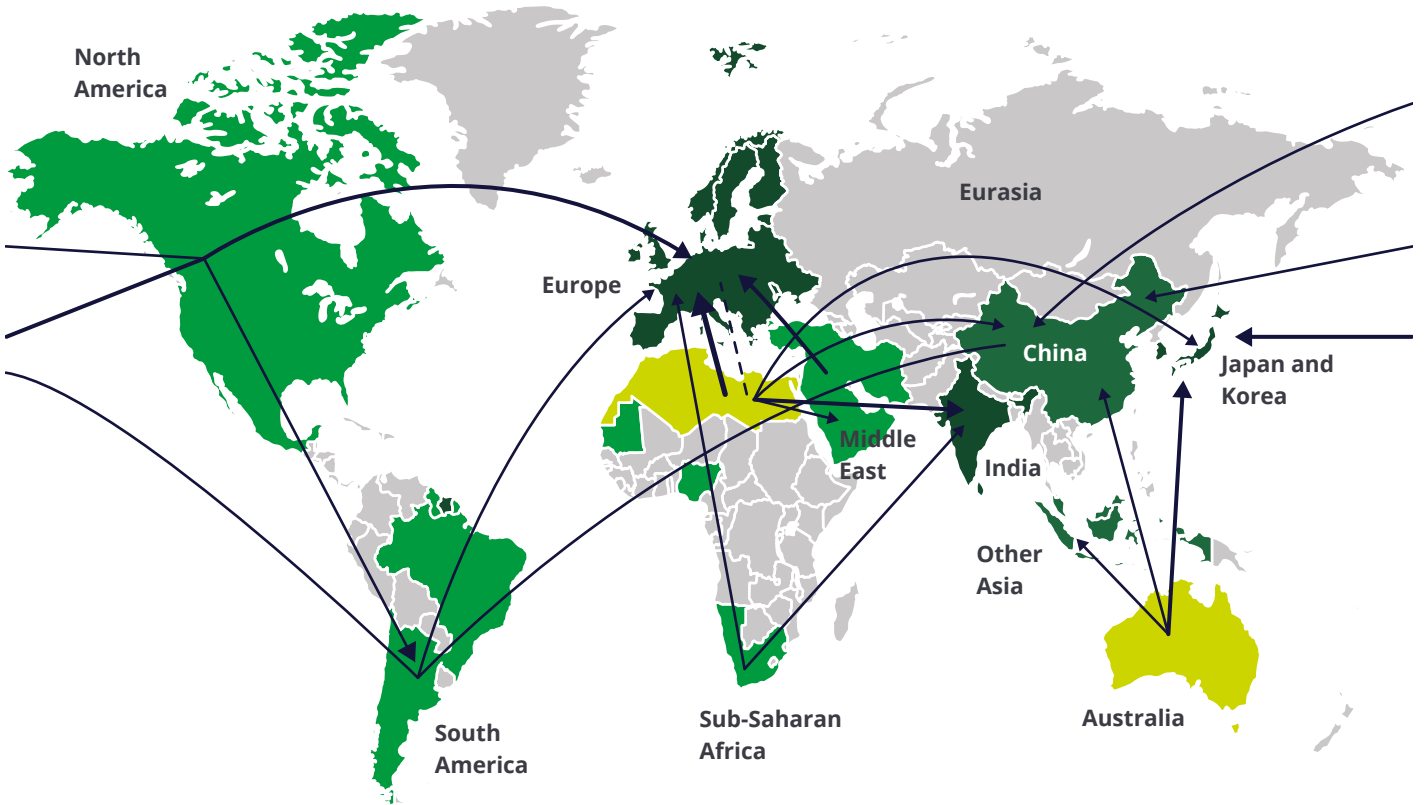 North
America
Eurasia
Europe
China
Japan and
Korea
Middle
East
India
Other
Asia
Sub-Saharan
Africa
Australia
South
America